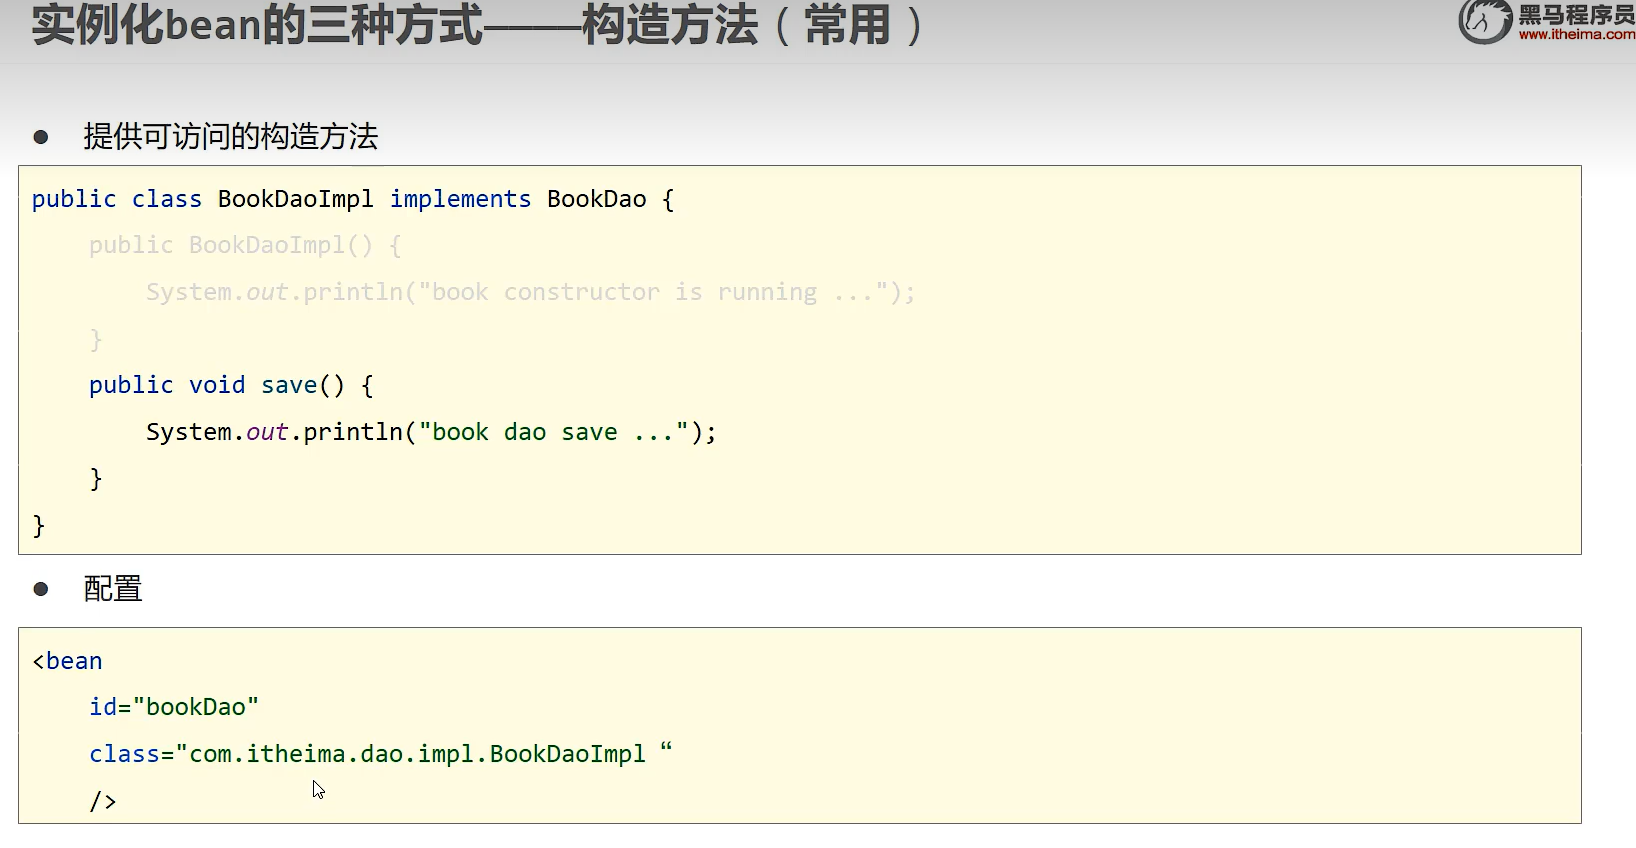 实例化bean的三种方式——构造方法（常用）
黑马程序员
www.itheima.com
● 提供可访问的构造方法
public class BookDaoImpl implements BookDao {
    public BookDaoImpl() {
        System.out.println("book constructor is running ...");
    }
    public void save() {
        System.out.println("book dao save ...");
    }
}
● 配置
<bean
    id="bookDao"
    class="com.itheima.dao.impl.BookDaoImpl “
    />